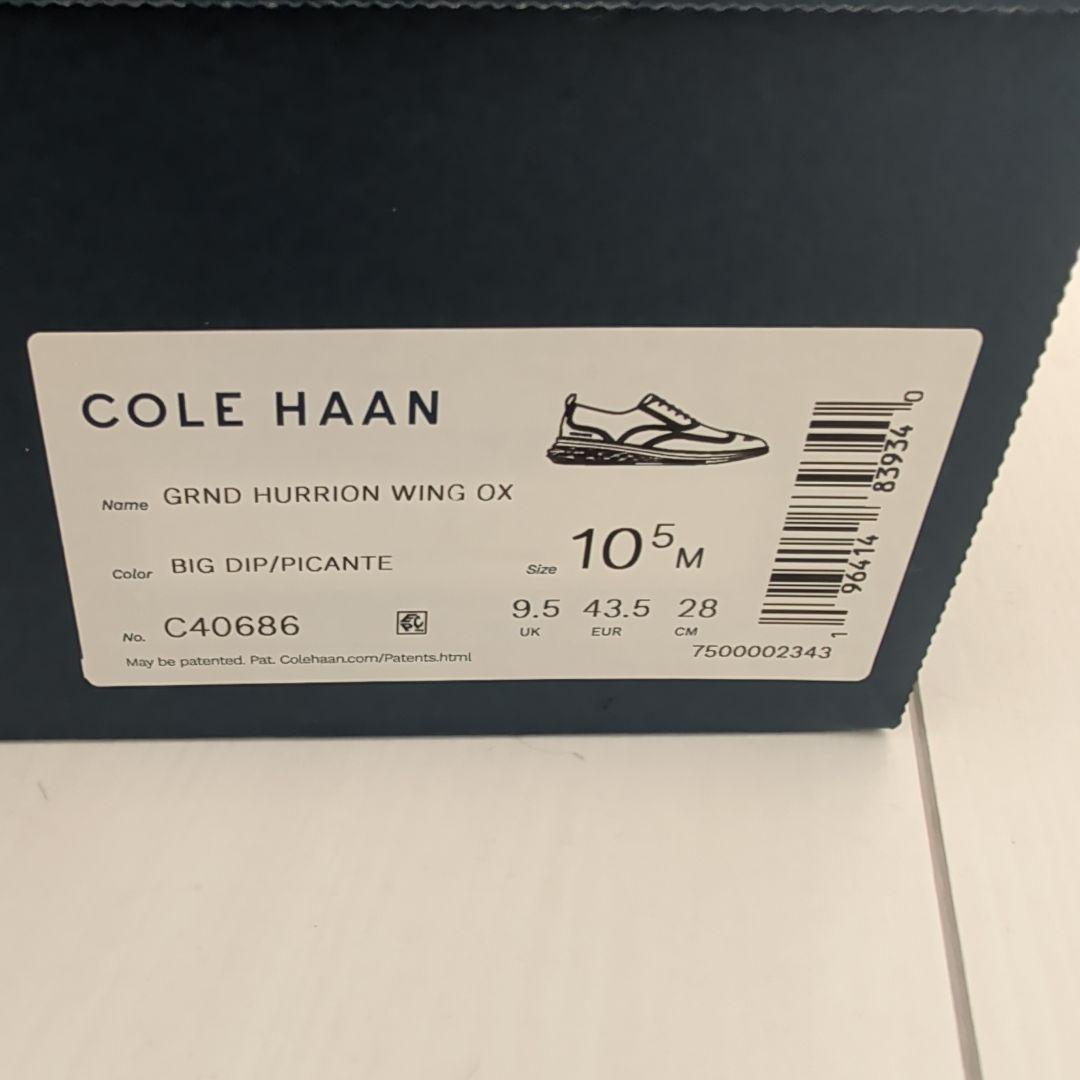 COLE HAAN
Name GRND HURRION WING OX
Color BIG DIP/PICANTE
Size 10 5 M
No. C40686
9.5 43.5 28
UK EUR CM
May be patented. Pat. Colehaan.com/Patents.html
7500002343
1 96414 83934 0